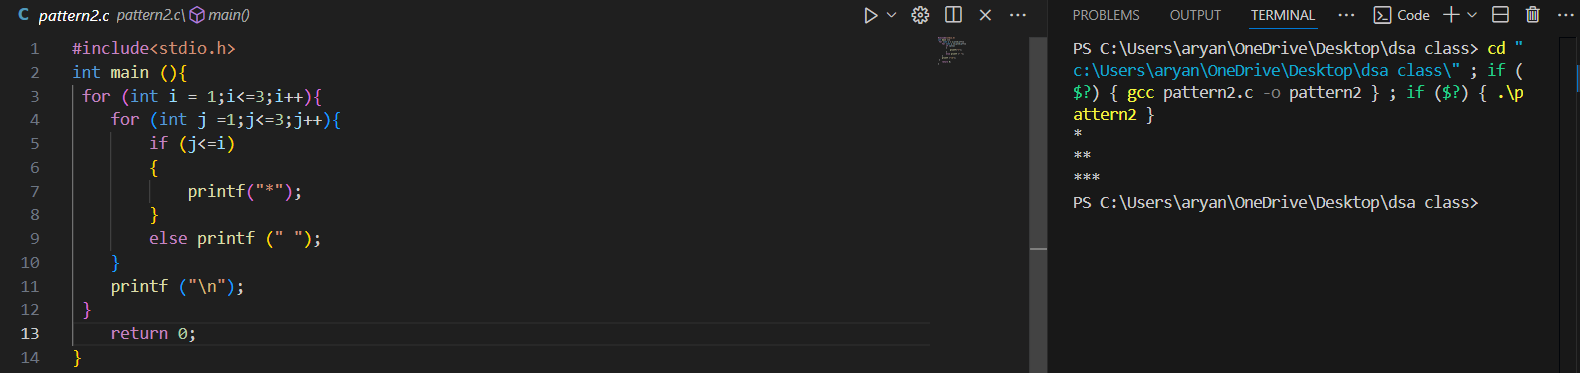 C pattern2.c pattern2.c\ main()
1 #include<stdio.h>
2 int main (){
3 for (int i = 1;i<=3;i++){
4 for (int j =1;j<=3;j++){
5 if (j<=i)
6 {
7 printf("*");
8 }
9 else printf (" ");
10 }
11 printf ("\n");
12 }
13 return 0;
14 }
PROBLEMS OUTPUT TERMINAL ··· Code ···
PS C:\Users\aryan\OneDrive\Desktop\dsa class> cd "
c:\Users\aryan\OneDrive\Desktop\dsa class\" ; if (
$?) { gcc pattern2.c -o pattern2 } ; if ($?) { .\p
attern2 }
*
**
***
PS C:\Users\aryan\OneDrive\Desktop\dsa class>